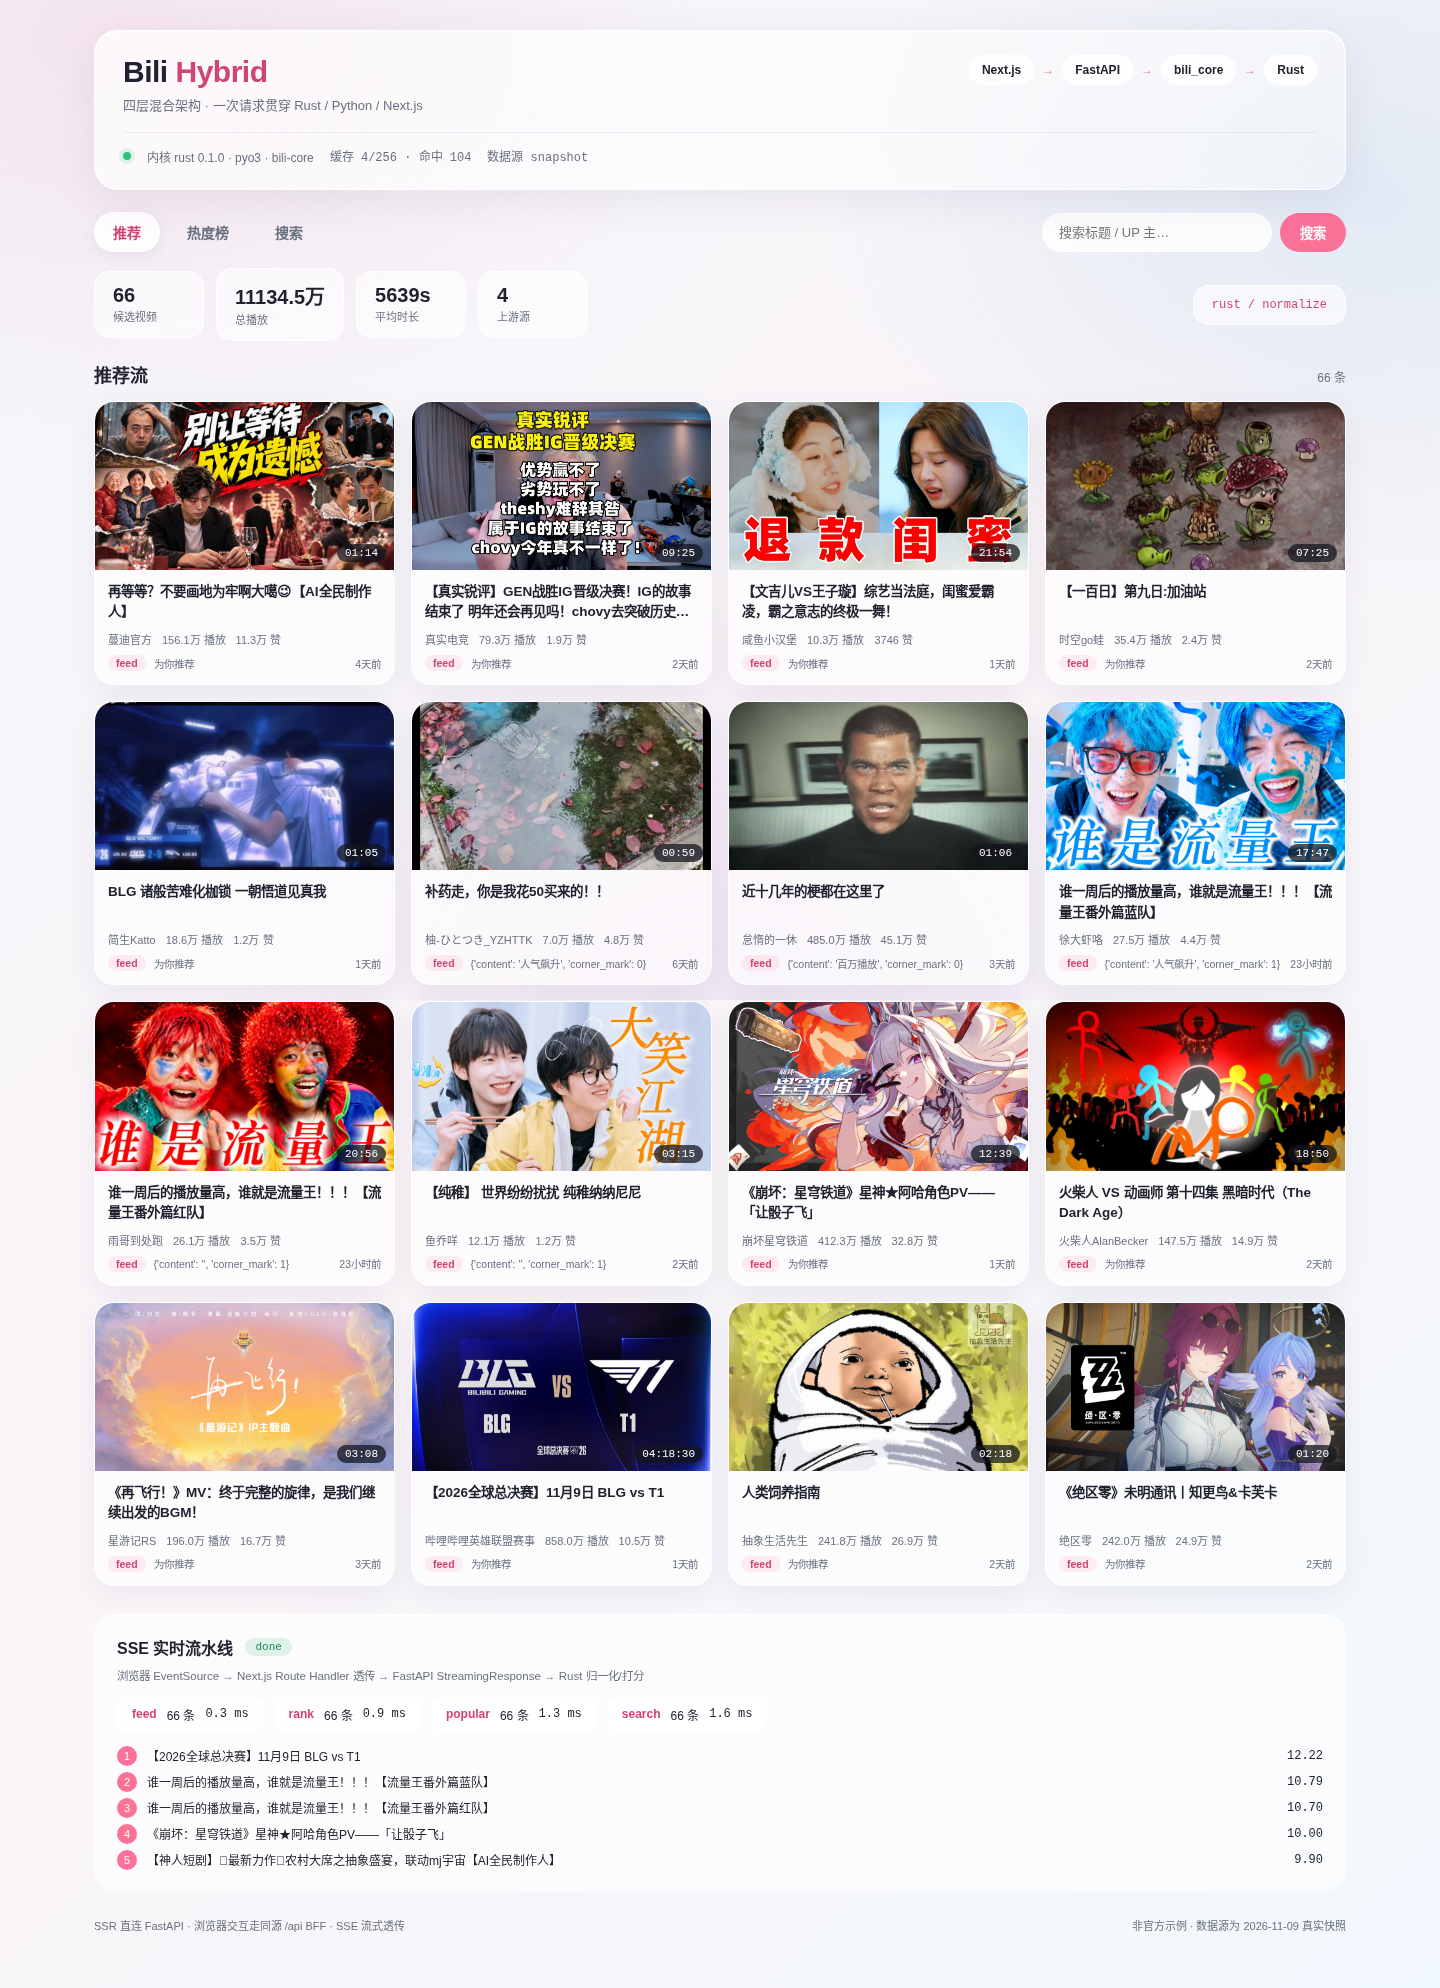 Bili Hybrid
Next.js → FastAPI → bili_core → Rust
四层混合架构 · 一次请求贯穿 Rust / Python / Next.js
内核 rust 0.1.0 · pyo3 · bili-core 缓存 4/256 · 命中 104 数据源 snapshot
推荐 热度榜 搜索
搜索标题 / UP 主… 搜索
66 11134.5万 5639s 4
候选视频 总播放 平均时长 上游源
rust / normalize
推荐流
66 条
别让等待
成为遗憾
01:14
真实锐评
GEN战胜IG晋级决赛
优势赢不了
劣势玩不了
theshy难辞其咎
属于IG的故事结束了
chovy今年真不一样了!
09:25
退款闺蜜
21:54
07:25
再等等？不要画地为牢啊大噶😉【AI全民制作
人】
蔓迪官方 156.1万 播放 11.3万 赞
feed 为你推荐 4天前
【真实锐评】GEN战胜IG晋级决赛！IG的故事
结束了 明年还会再见吗！chovy去突破历史…
真实电竞 79.3万 播放 1.9万 赞
feed 为你推荐 2天前
【文吉儿VS王子璇】综艺当法庭，闺蜜爱霸
凌，霸之意志的终极一舞！
咸鱼小汉堡 10.3万 播放 3746 赞
feed 为你推荐 1天前
【一百日】第九日:加油站
时空go蛙 35.4万 播放 2.4万 赞
feed 为你推荐 2天前
01:05
00:59
01:06
谁是流量王
17:47
BLG 诸般苦难化枷锁 一朝悟道见真我
简生Katto 18.6万 播放 1.2万 赞
feed 为你推荐 1天前
补药走，你是我花50买来的！！
柚-ひとつき_YZHTTK 7.0万 播放 4.8万 赞
feed {'content': '人气飙升', 'corner_mark': 0} 6天前
近十几年的梗都在这里了
怠惰的一休 485.0万 播放 45.1万 赞
feed {'content': '百万播放', 'corner_mark': 0} 3天前
谁一周后的播放量高，谁就是流量王！！！【流
量王番外篇蓝队】
徐大虾咯 27.5万 播放 4.4万 赞
feed {'content': '人气飙升', 'corner_mark': 1} 23小时前
谁是流量王
20:56
大笑江湖
03:15
崩坏
星穹铁道
12:39
18:50
谁一周后的播放量高，谁就是流量王！！！【流
量王番外篇红队】
雨哥到处跑 26.1万 播放 3.5万 赞
feed {'content': '', 'corner_mark': 1} 23小时前
【纯稚】 世界纷纷扰扰 纯稚纳纳尼尼
鱼乔咩 12.1万 播放 1.2万 赞
feed {'content': '', 'corner_mark': 1} 2天前
《崩坏：星穹铁道》星神★阿哈角色PV——
「让骰子飞」
崩坏星穹铁道 412.3万 播放 32.8万 赞
feed 为你推荐 1天前
火柴人 VS 动画师 第十四集 黑暗时代（The
Dark Age）
火柴人AlanBecker 147.5万 播放 14.9万 赞
feed 为你推荐 2天前
再飞行!
《星游记》IP主题曲
03:08
BLG
BILIBILI GAMING
VS
T1
BLG
T1
全球总决赛 26
04:18:30
抽象生活先生
02:18
绝·区·零
01:20
《再飞行！》MV：终于完整的旋律，是我们继
续出发的BGM！
星游记RS 196.0万 播放 16.7万 赞
feed 为你推荐 3天前
【2026全球总决赛】11月9日 BLG vs T1
哔哩哔哩英雄联盟赛事 858.0万 播放 10.5万 赞
feed 为你推荐 1天前
人类饲养指南
抽象生活先生 241.8万 播放 26.9万 赞
feed 为你推荐 2天前
《绝区零》未明通讯丨知更鸟&卡芙卡
绝区零 242.0万 播放 24.9万 赞
feed 为你推荐 2天前
SSE 实时流水线 done
浏览器 EventSource → Next.js Route Handler 透传 → FastAPI StreamingResponse → Rust 归一化/打分
feed 66 条 0.3 ms rank 66 条 0.9 ms popular 66 条 1.3 ms search 66 条 1.6 ms
1 【2026全球总决赛】11月9日 BLG vs T1 12.22
2 谁一周后的播放量高，谁就是流量王！！！【流量王番外篇蓝队】 10.79
3 谁一周后的播放量高，谁就是流量王！！！【流量王番外篇红队】 10.70
4 《崩坏：星穹铁道》星神★阿哈角色PV——「让骰子飞」 10.00
5 【神人短剧】▯最新力作▯农村大席之抽象盛宴，联动mj宇宙【AI全民制作人】 9.90
SSR 直连 FastAPI · 浏览器交互走同源 /api BFF · SSE 流式透传
非官方示例 · 数据源为 2026-11-09 真实快照